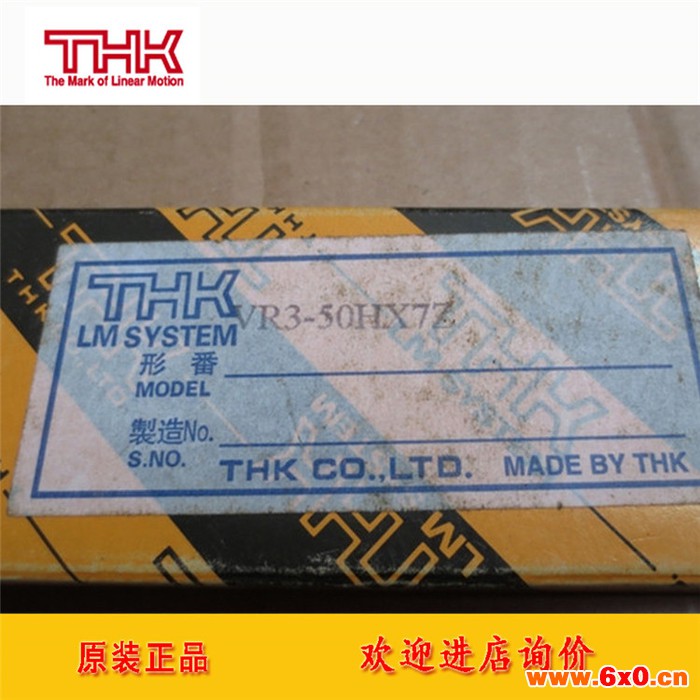 THK
The Mark of Linear Motion
THK
LM SYSTEM
VR3-50HX7Z
形番
MODEL
製造No.
S.NO.
THK CO.,LTD. MADE BY THK
原装正品
欢迎进店询价
www.6x0.cn